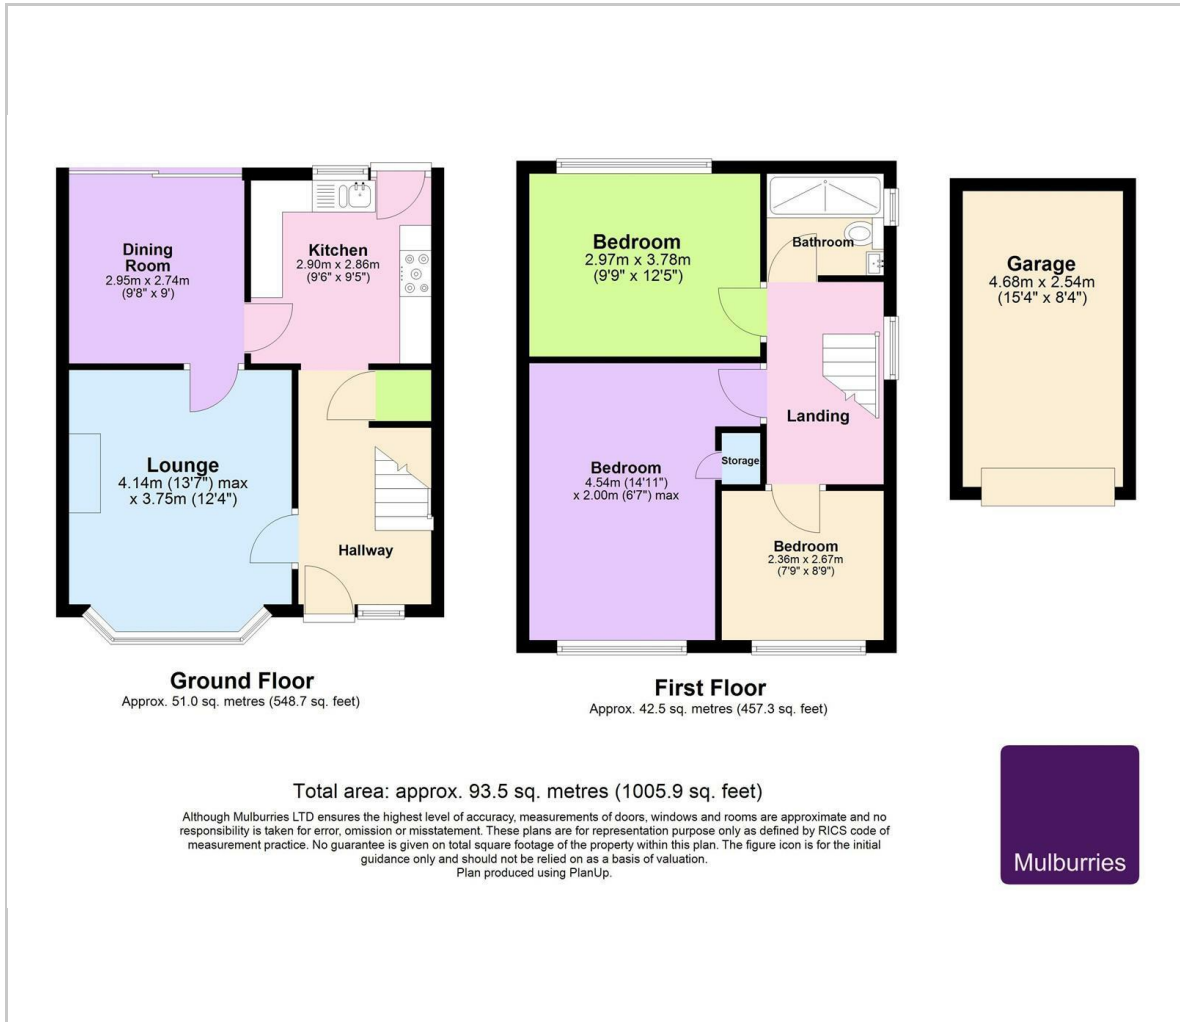 Dining
Room
2.95m x 2.74m
(9'8" x 9')
Kitchen
2.90m x 2.86m
(9'6" x 9'5")
Lounge
4.14m (13'7") max
x 3.75m (12'4")
Hallway
Ground Floor
Approx. 51.0 sq. metres (548.7 sq. feet)
Bedroom
2.97m x 3.78m
(9'9" x 12'5")
Bathroom
Landing
Bedroom
4.54m (14'11")
x 2.00m (6'7") max
Storage
Bedroom
2.36m x 2.67m
(7'9" x 8'9")
First Floor
Approx. 42.5 sq. metres (457.3 sq. feet)
Garage
4.68m x 2.54m
(15'4" x 8'4")
Total area: approx. 93.5 sq. metres (1005.9 sq. feet)
Although Mulburries LTD ensures the highest level of accuracy, measurements of doors, windows and rooms are approximate and no
responsibility is taken for error, omission or misstatement. These plans are for representation purpose only as defined by RICS code of
measurement practice. No guarantee is given on total square footage of the property within this plan. The figure icon is for the initial
guidance only and should not be relied on as a basis of valuation.
Plan produced using PlanUp.
Mulburries